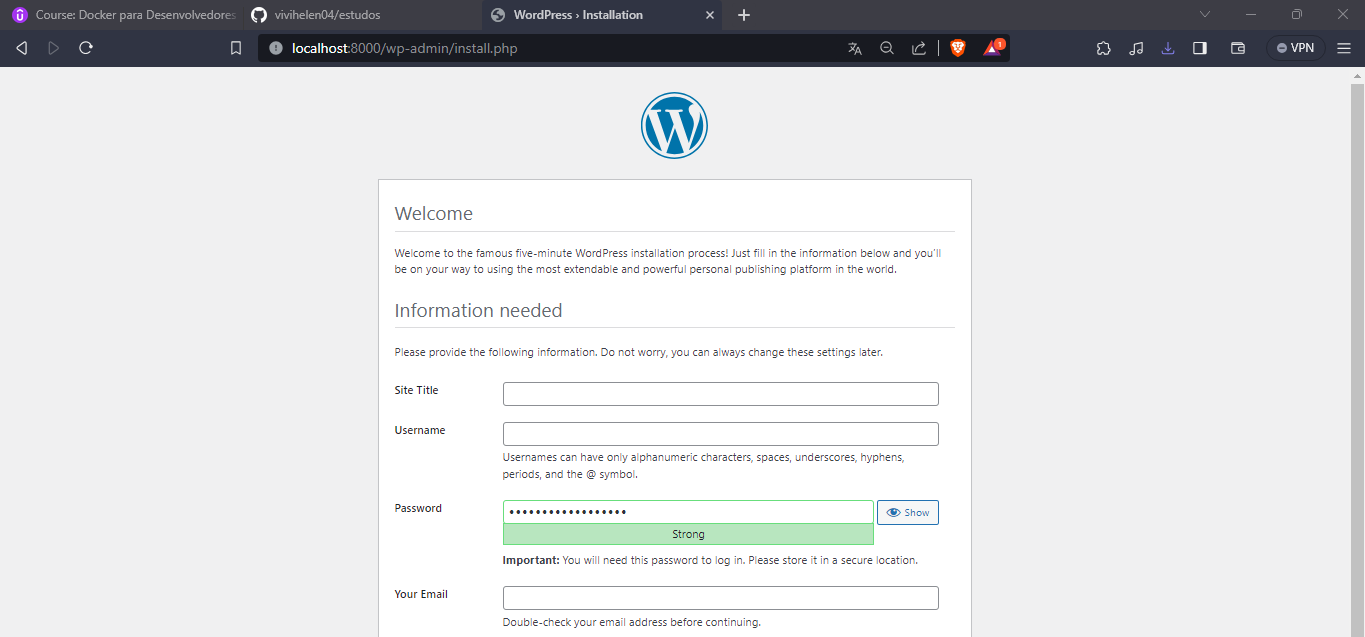 Course: Docker para Desenvolvedores
vivihelen04/estudos
WordPress › Installation
localhost:8000/wp-admin/install.php
1
VPN
Welcome
Welcome to the famous five-minute WordPress installation process! Just fill in the information below and you'll
be on your way to using the most extendable and powerful personal publishing platform in the world.
Information needed
Please provide the following information. Do not worry, you can always change these settings later.
Site Title
Username
Usernames can have only alphanumeric characters, spaces, underscores, hyphens,
periods, and the @ symbol.
Password
Show
Strong
Important: You will need this password to log in. Please store it in a secure location.
Your Email
Double-check your email address before continuing.